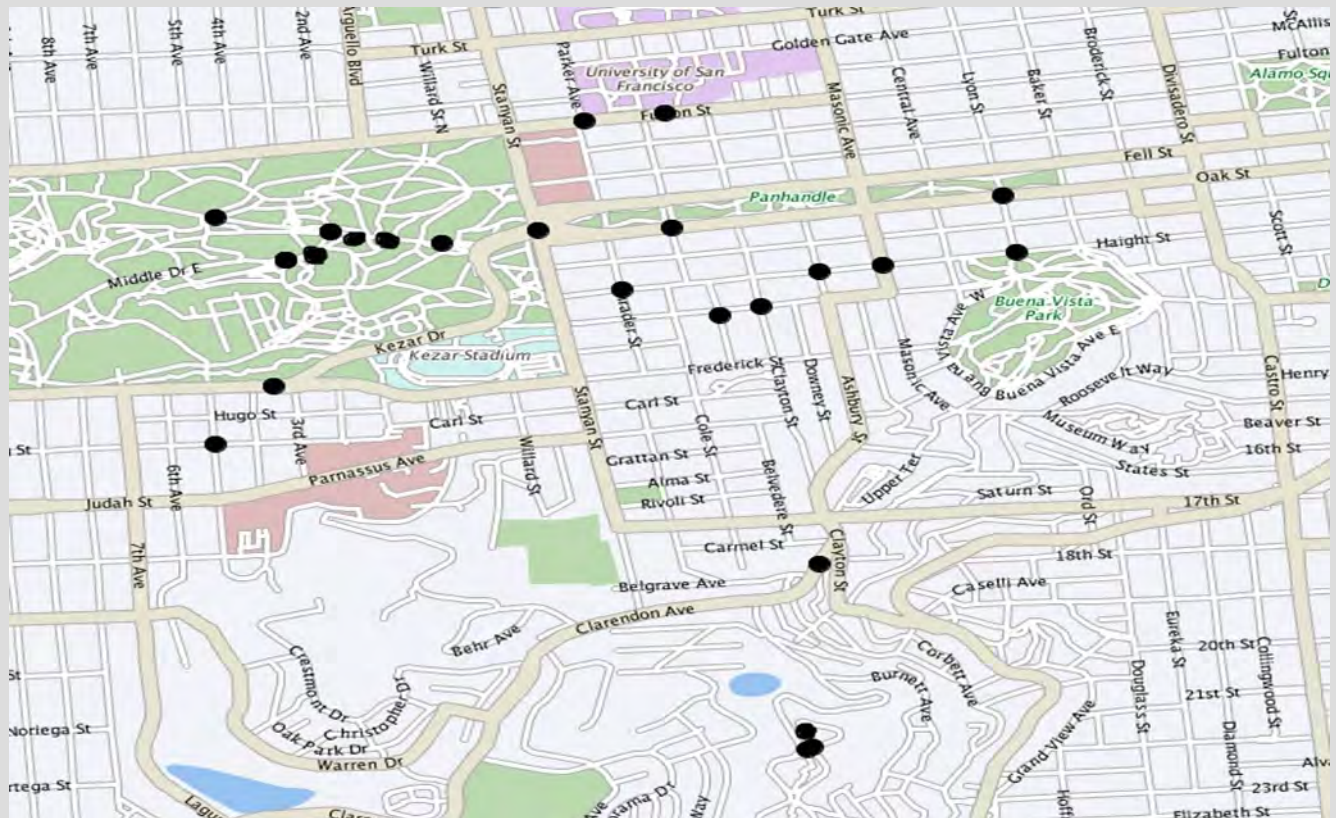 Turk St
McAllis
Golden Gate Ave
Fulton
8th Ave
7th Ave
5th Ave
4th Ave
2nd Ave
Arguello Blvd
Turk St
Willard St N
Stanyan St
Parker Ave
University of San
Francisco
Masonic Ave
Central Ave
Lyon St
Baker St
Broderick St
Divisadero St
Alamo Squ
Fell St
Oak St
Panhandle
Scott St
Haight St
Middle Dr E
Kezar Dr
Kezar Stadium
Buena Vista
Park
Buena Vista Ave W
Buena Vista Ave E
Roosevelt Way
Masonic Ave
Frederick St
Clayton St
Downey St
Ashbury St
Castro St
Henry
Hugo St
3rd Ave
Carl St
Carl St
Stanyan St
Cole St
Museum Way
Beaver St
16th St
States St
Grattan St
Alma St
Rivoli St
Belvedere St
Upper Ter
Saturn St
Ord St
17th St
Parnassus Ave
Willard St
6th Ave
Judah St
7th Ave
Carmel St
Clayton St
18th St
Belgrave Ave
Caselli Ave
Clarendon Ave
Behr Ave
Eureka St
20th St
Collingwood St
Corbett Ave
Burnett Ave
Douglass St
21st St
Crestmont Dr
Christopher Dr
Oak Park Dr
Warren Dr
Noriega St
Grand View Ave
Diamond St
23rd St
Elizabeth St